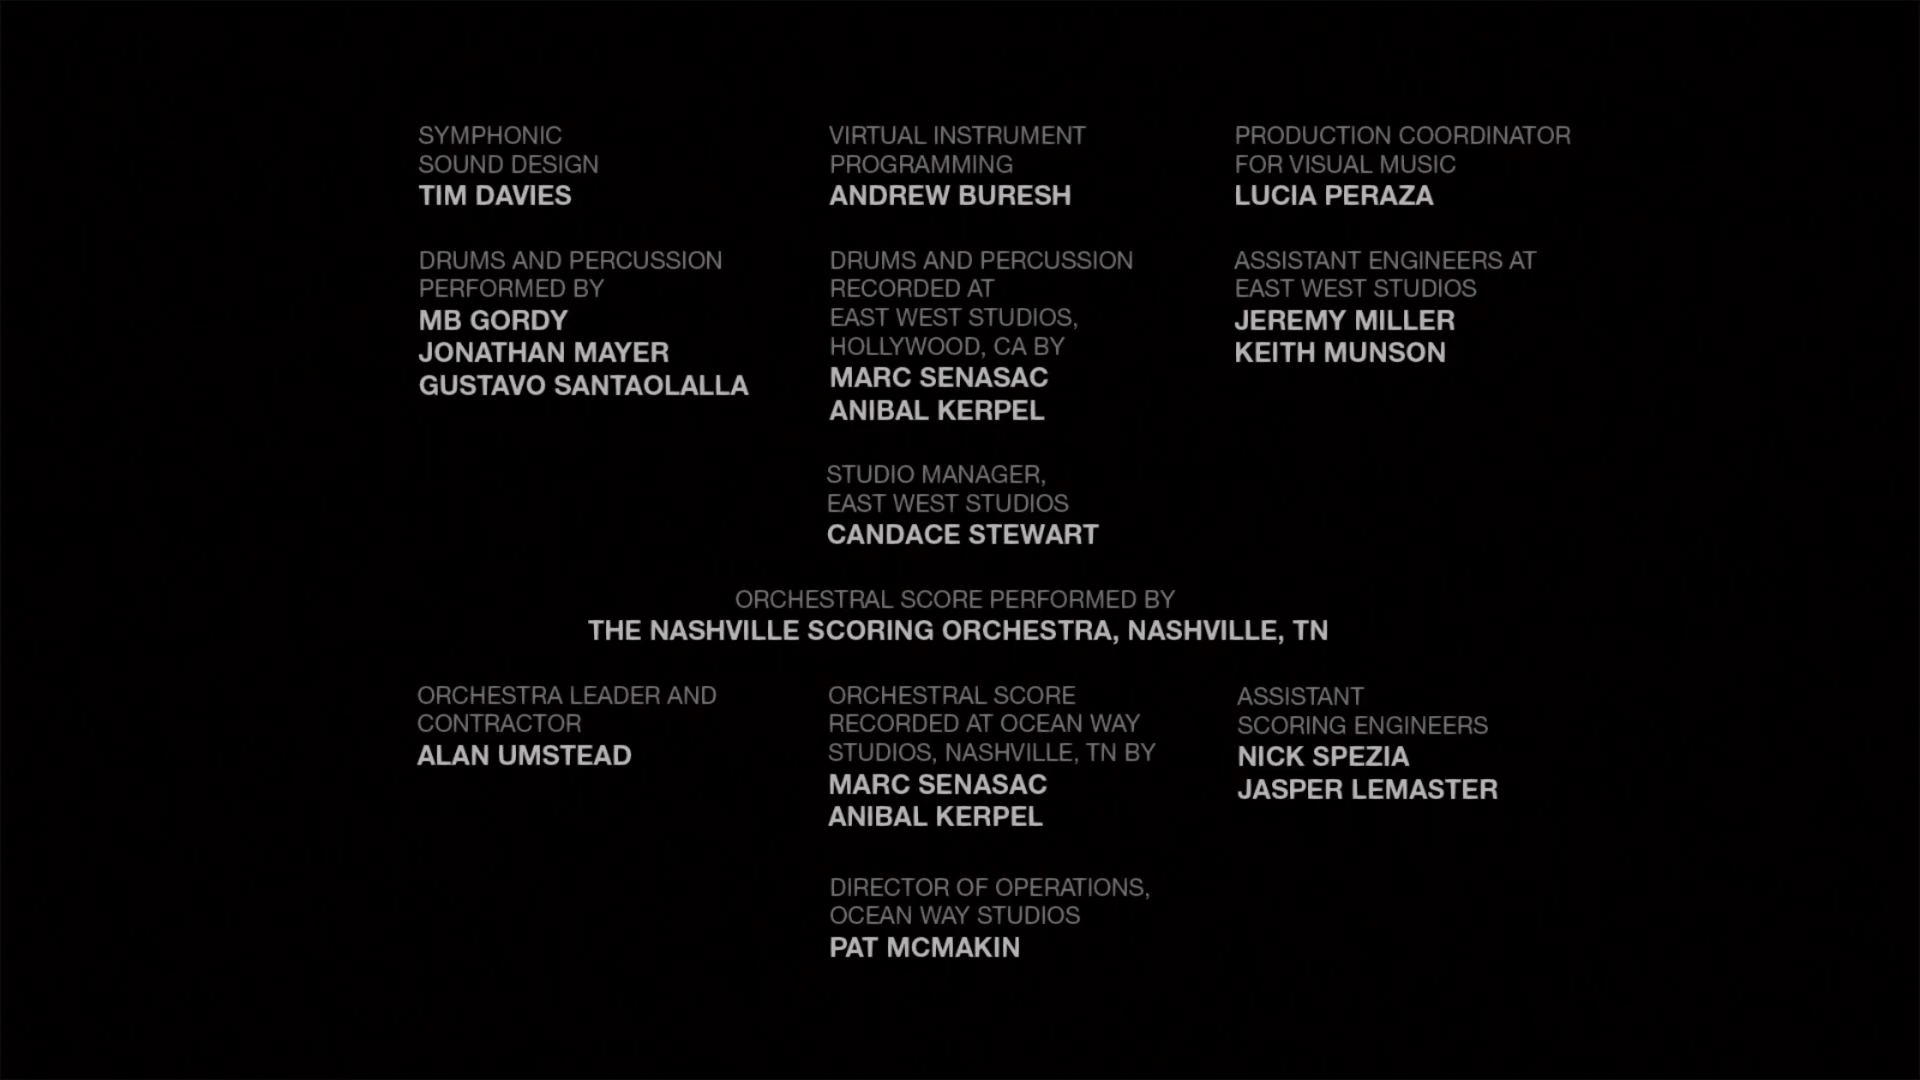 SYMPHONIC
SOUND DESIGN
TIM DAVIES
VIRTUAL INSTRUMENT
PROGRAMMING
ANDREW BURESH
PRODUCTION COORDINATOR
FOR VISUAL MUSIC
LUCIA PERAZA
DRUMS AND PERCUSSION
PERFORMED BY
MB GORDY
JONATHAN MAYER
GUSTAVO SANTAOLALLA
DRUMS AND PERCUSSION
RECORDED AT
EAST WEST STUDIOS,
HOLLYWOOD, CA BY
MARC SENASAC
ANIBAL KERPEL
ASSISTANT ENGINEERS AT
EAST WEST STUDIOS
JEREMY MILLER
KEITH MUNSON
STUDIO MANAGER,
EAST WEST STUDIOS
CANDACE STEWART
ORCHESTRAL SCORE PERFORMED BY
THE NASHVILLE SCORING ORCHESTRA, NASHVILLE, TN
ORCHESTRA LEADER AND
CONTRACTOR
ALAN UMSTEAD
ORCHESTRAL SCORE
RECORDED AT OCEAN WAY
STUDIOS, NASHVILLE, TN BY
MARC SENASAC
ANIBAL KERPEL
ASSISTANT
SCORING ENGINEERS
NICK SPEZIA
JASPER LEMASTER
DIRECTOR OF OPERATIONS,
OCEAN WAY STUDIOS
PAT MCMAKIN